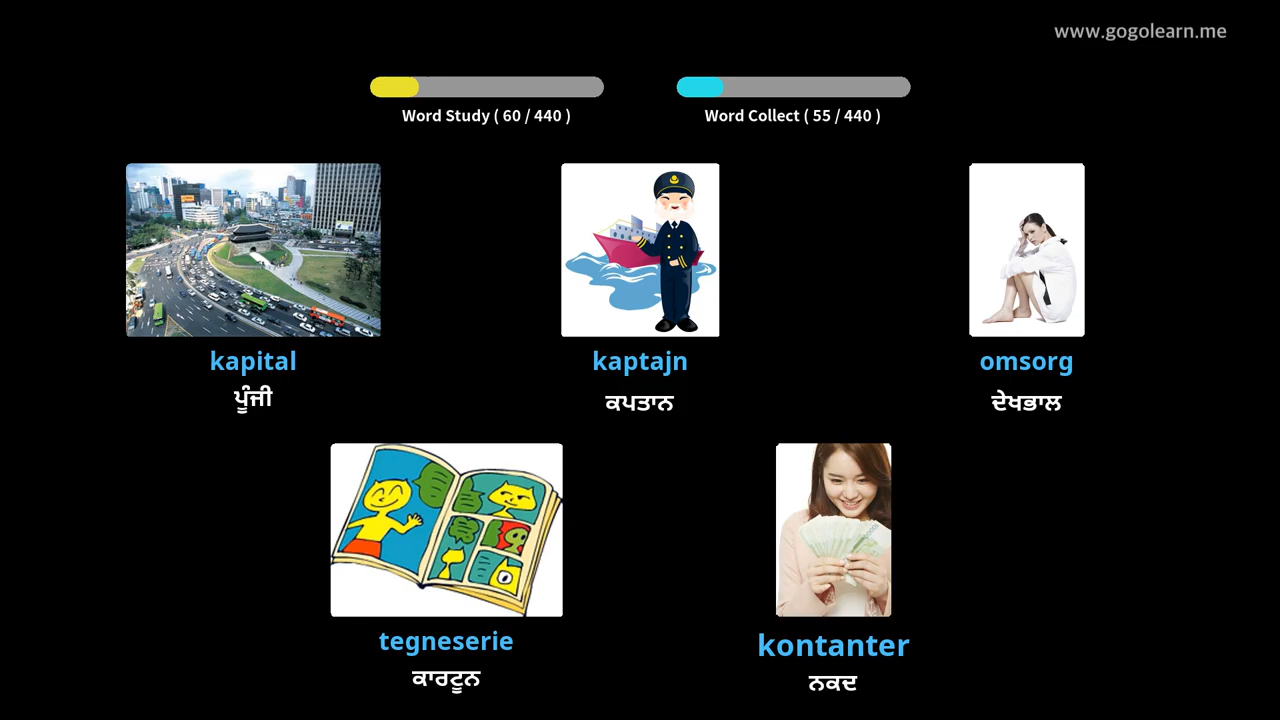 www.gogolearn.me
Word Study ( 60 / 440 )
Word Collect ( 55 / 440 )
kapital
ਪੂੰਜੀ
kaptajn
ਕਪਤਾਨ
omsorg
ਦੇਖਭਾਲ
tegneserie
ਕਾਰਟੂਨ
kontanter
ਨਕਦ